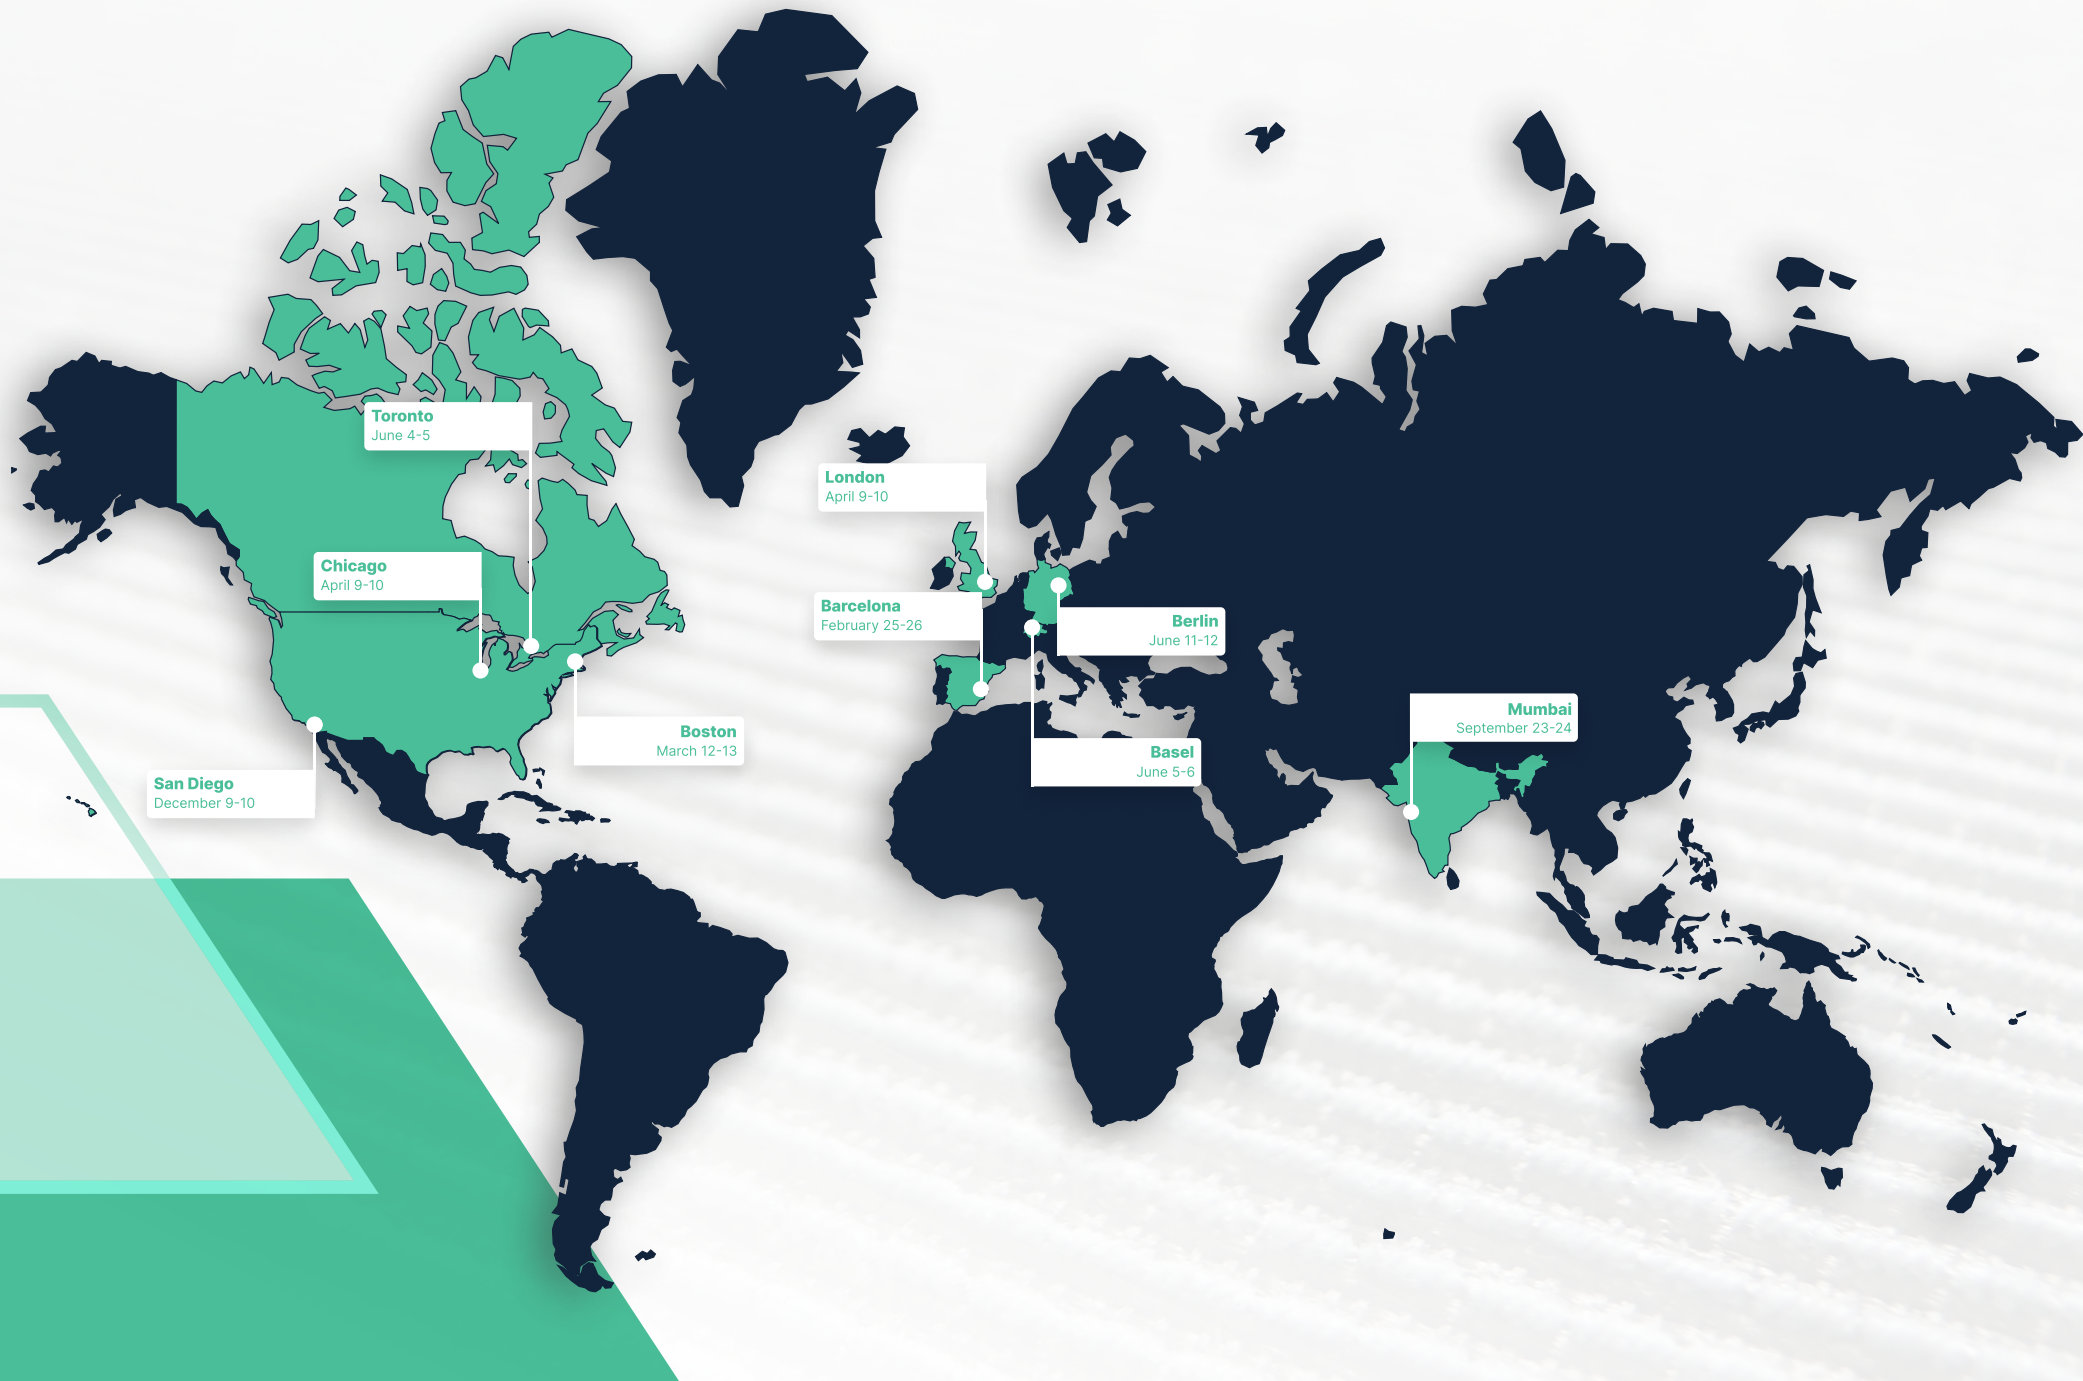 Toronto
June 4-5
London
April 9-10
Chicago
April 9-10
Barcelona
February 25-26
Berlin
June 11-12
Mumbai
September 23-24
Boston
March 12-13
Basel
June 5-6
San Diego
December 9-10